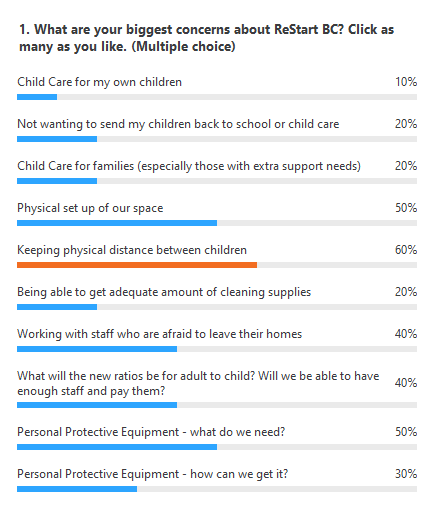 1. What are your biggest concerns about ReStart BC? Click as
many as you like. (Multiple choice)
Child Care for my own children 10%
Not wanting to send my children back to school or child care 20%
Child Care for families (especially those with extra support needs) 20%
Physical set up of our space 50%
Keeping physical distance between children 60%
Being able to get adequate amount of cleaning supplies 20%
Working with staff who are afraid to leave their homes 40%
What will the new ratios be for adult to child? Will we be able to have
enough staff and pay them? 40%
Personal Protective Equipment - what do we need? 50%
Personal Protective Equipment - how can we get it? 30%